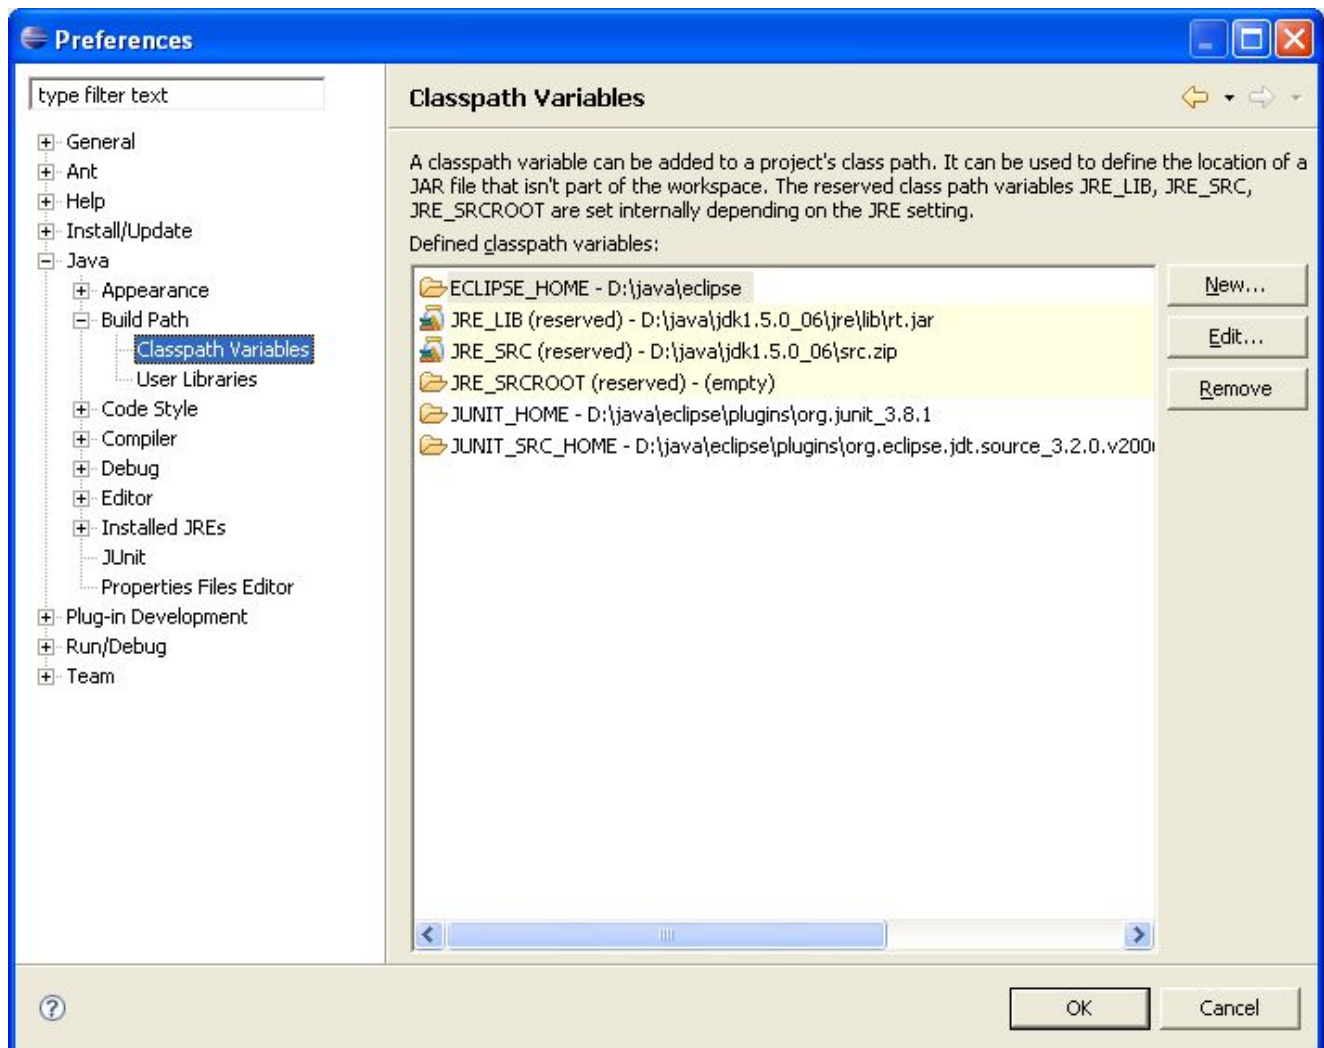 Preferences
type filter text
General
Ant
Help
Install/Update
Java
Appearance
Build Path
Classpath Variables
User Libraries
Code Style
Compiler
Debug
Editor
Installed JREs
JUnit
Properties Files Editor
Plug-in Development
Run/Debug
Team
Classpath Variables
A classpath variable can be added to a project's class path. It can be used to define the location of a
JAR file that isn't part of the workspace. The reserved class path variables JRE_LIB, JRE_SRC,
JRE_SRCROOT are set internally depending on the JRE setting.
Defined classpath variables:
ECLIPSE_HOME - D:\java\eclipse
JRE_LIB (reserved) - D:\java\jdk1.5.0_06\jre\lib\rt.jar
JRE_SRC (reserved) - D:\java\jdk1.5.0_06\src.zip
JRE_SRCROOT (reserved) - (empty)
JUNIT_HOME - D:\java\eclipse\plugins\org.junit_3.8.1
JUNIT_SRC_HOME - D:\java\eclipse\plugins\org.eclipse.jdt.source_3.2.0.v200
New...
Edit...
Remove
OK
Cancel